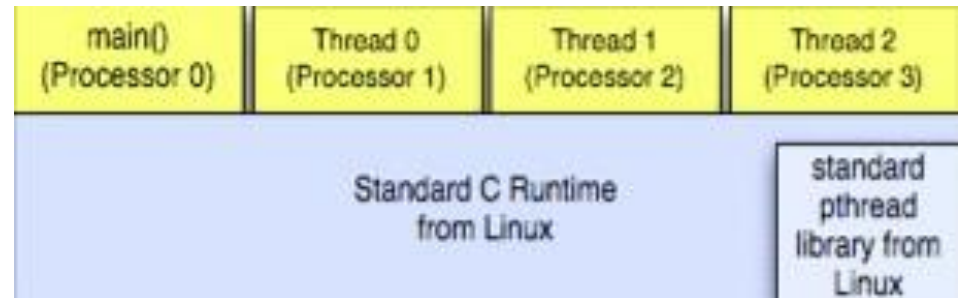 main()
(Processor 0)
Thread 0
(Processor 1)
Thread 1
(Processor 2)
Thread 2
(Processor 3)
Standard C Runtime
from Linux
standard
pthread
library from
Linux